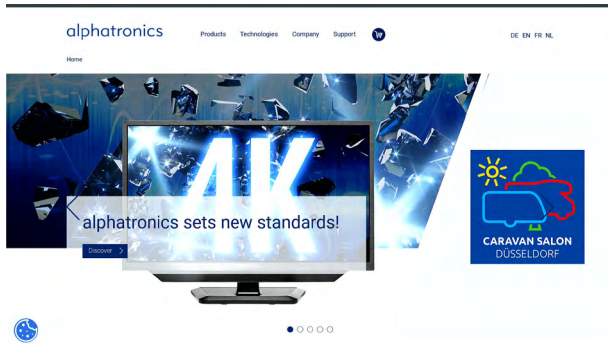 alphatronics
Products Technologies Company Support
DE EN FR NL
Home
4K
alphatronics sets new standards!
Discover
CARAVAN SALON
DÜSSELDORF